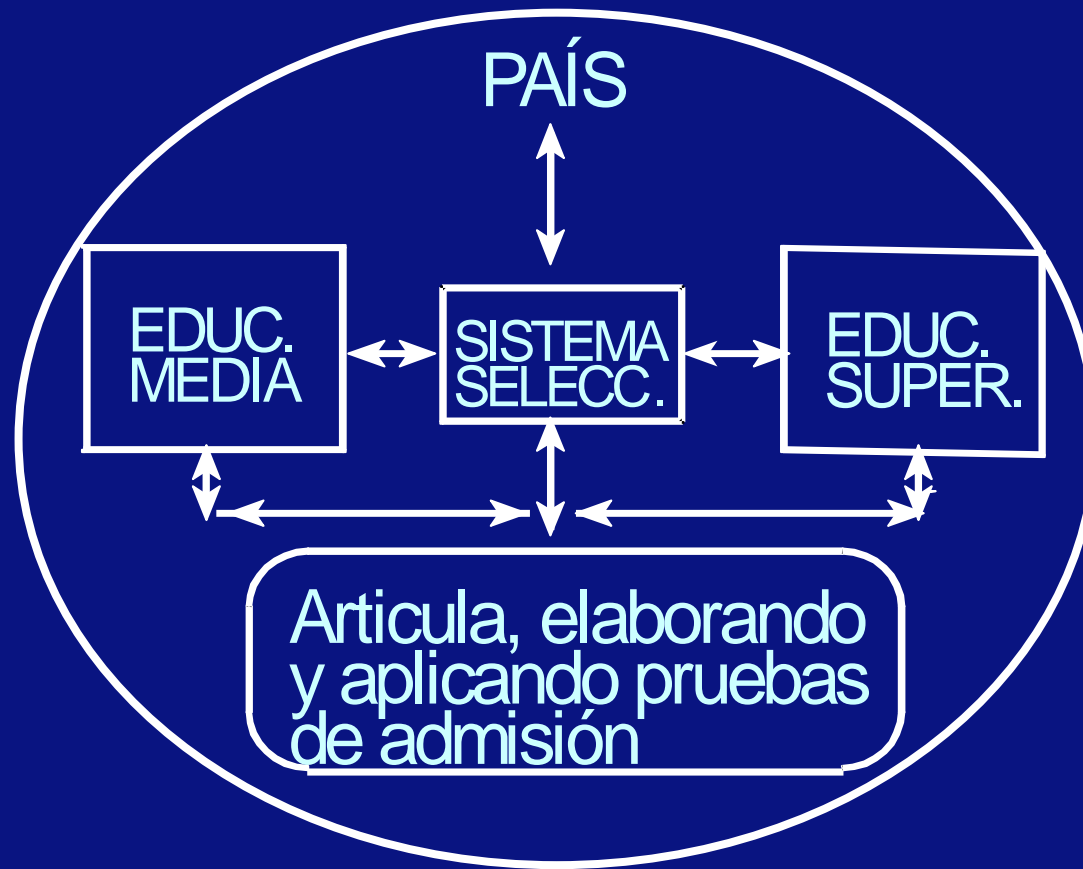 PAÍS
EDUC.
MEDIA
SISTEMA
SELECC.
EDUC.
SUPER.
Articula, elaborando
y aplicando pruebas
de admisión